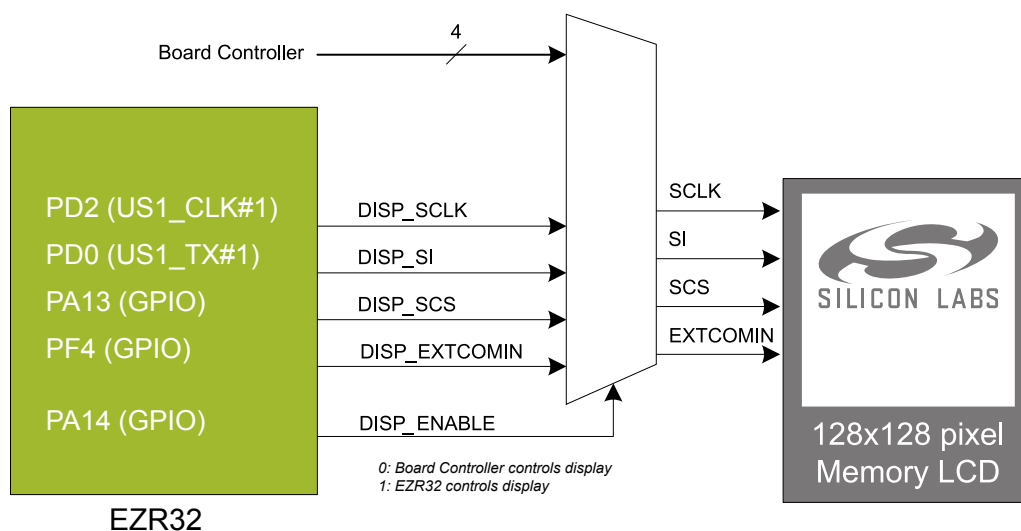 4
Board Controller
PD2 (US1_CLK#1)
DISP_SCLK
SCLK
PD0 (US1_TX#1)
DISP_SI
SI
PA13 (GPIO)
DISP_SCS
SCS
PF4 (GPIO)
DISP_EXTCOMIN
EXTCOMIN
PA14 (GPIO)
DISP_ENABLE
0: Board Controller controls display
1: EZR32 controls display
SILICON LABS
128x128 pixel
Memory LCD
EZR32